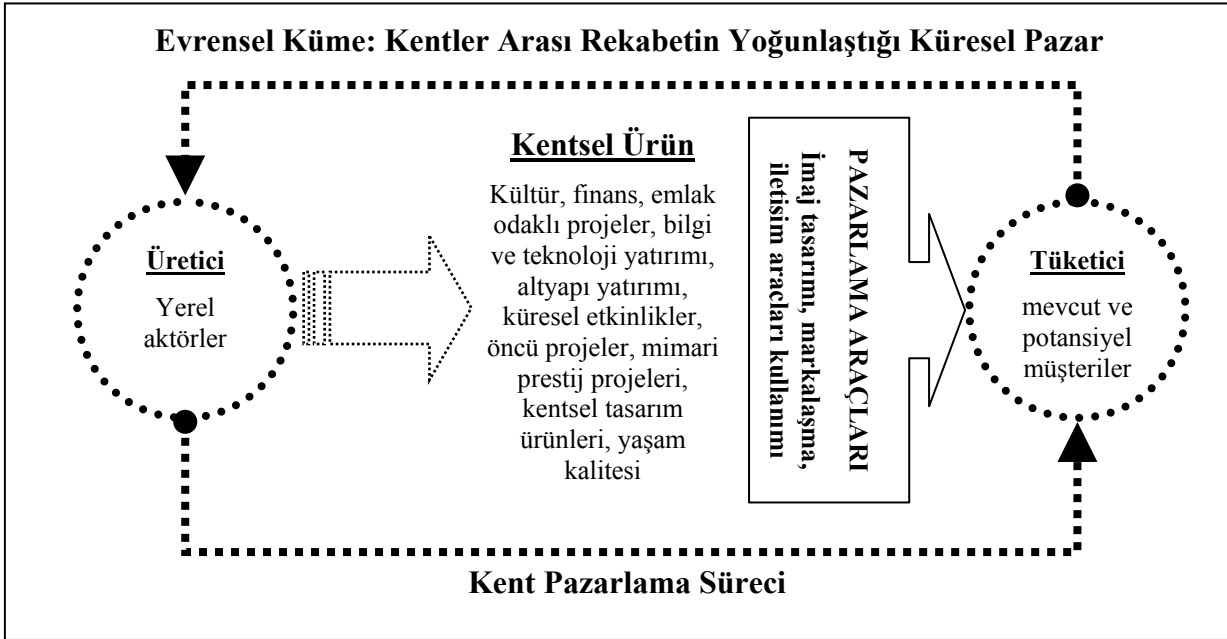 Evrensel Küme: Kentler Arası Rekabetin Yoğunlaştığı Küresel Pazar
Üretici
Yerel
aktörler
Kentsel Ürün
Kültür, finans, emlak
odaklı projeler, bilgi
ve teknoloji yatırımı,
altyapı yatırımı,
küresel etkinlikler,
öncü projeler, mimari
prestij projeleri,
kentsel tasarım
ürünleri, yaşam
kalitesi
PAZARLAMA ARAÇLARI
İmaj tasarımı, markalaşma,
iletisim araçları kullanımı
Tüketici
mevcut ve
potansiyel
müşteriler
Kent Pazarlama Süreci